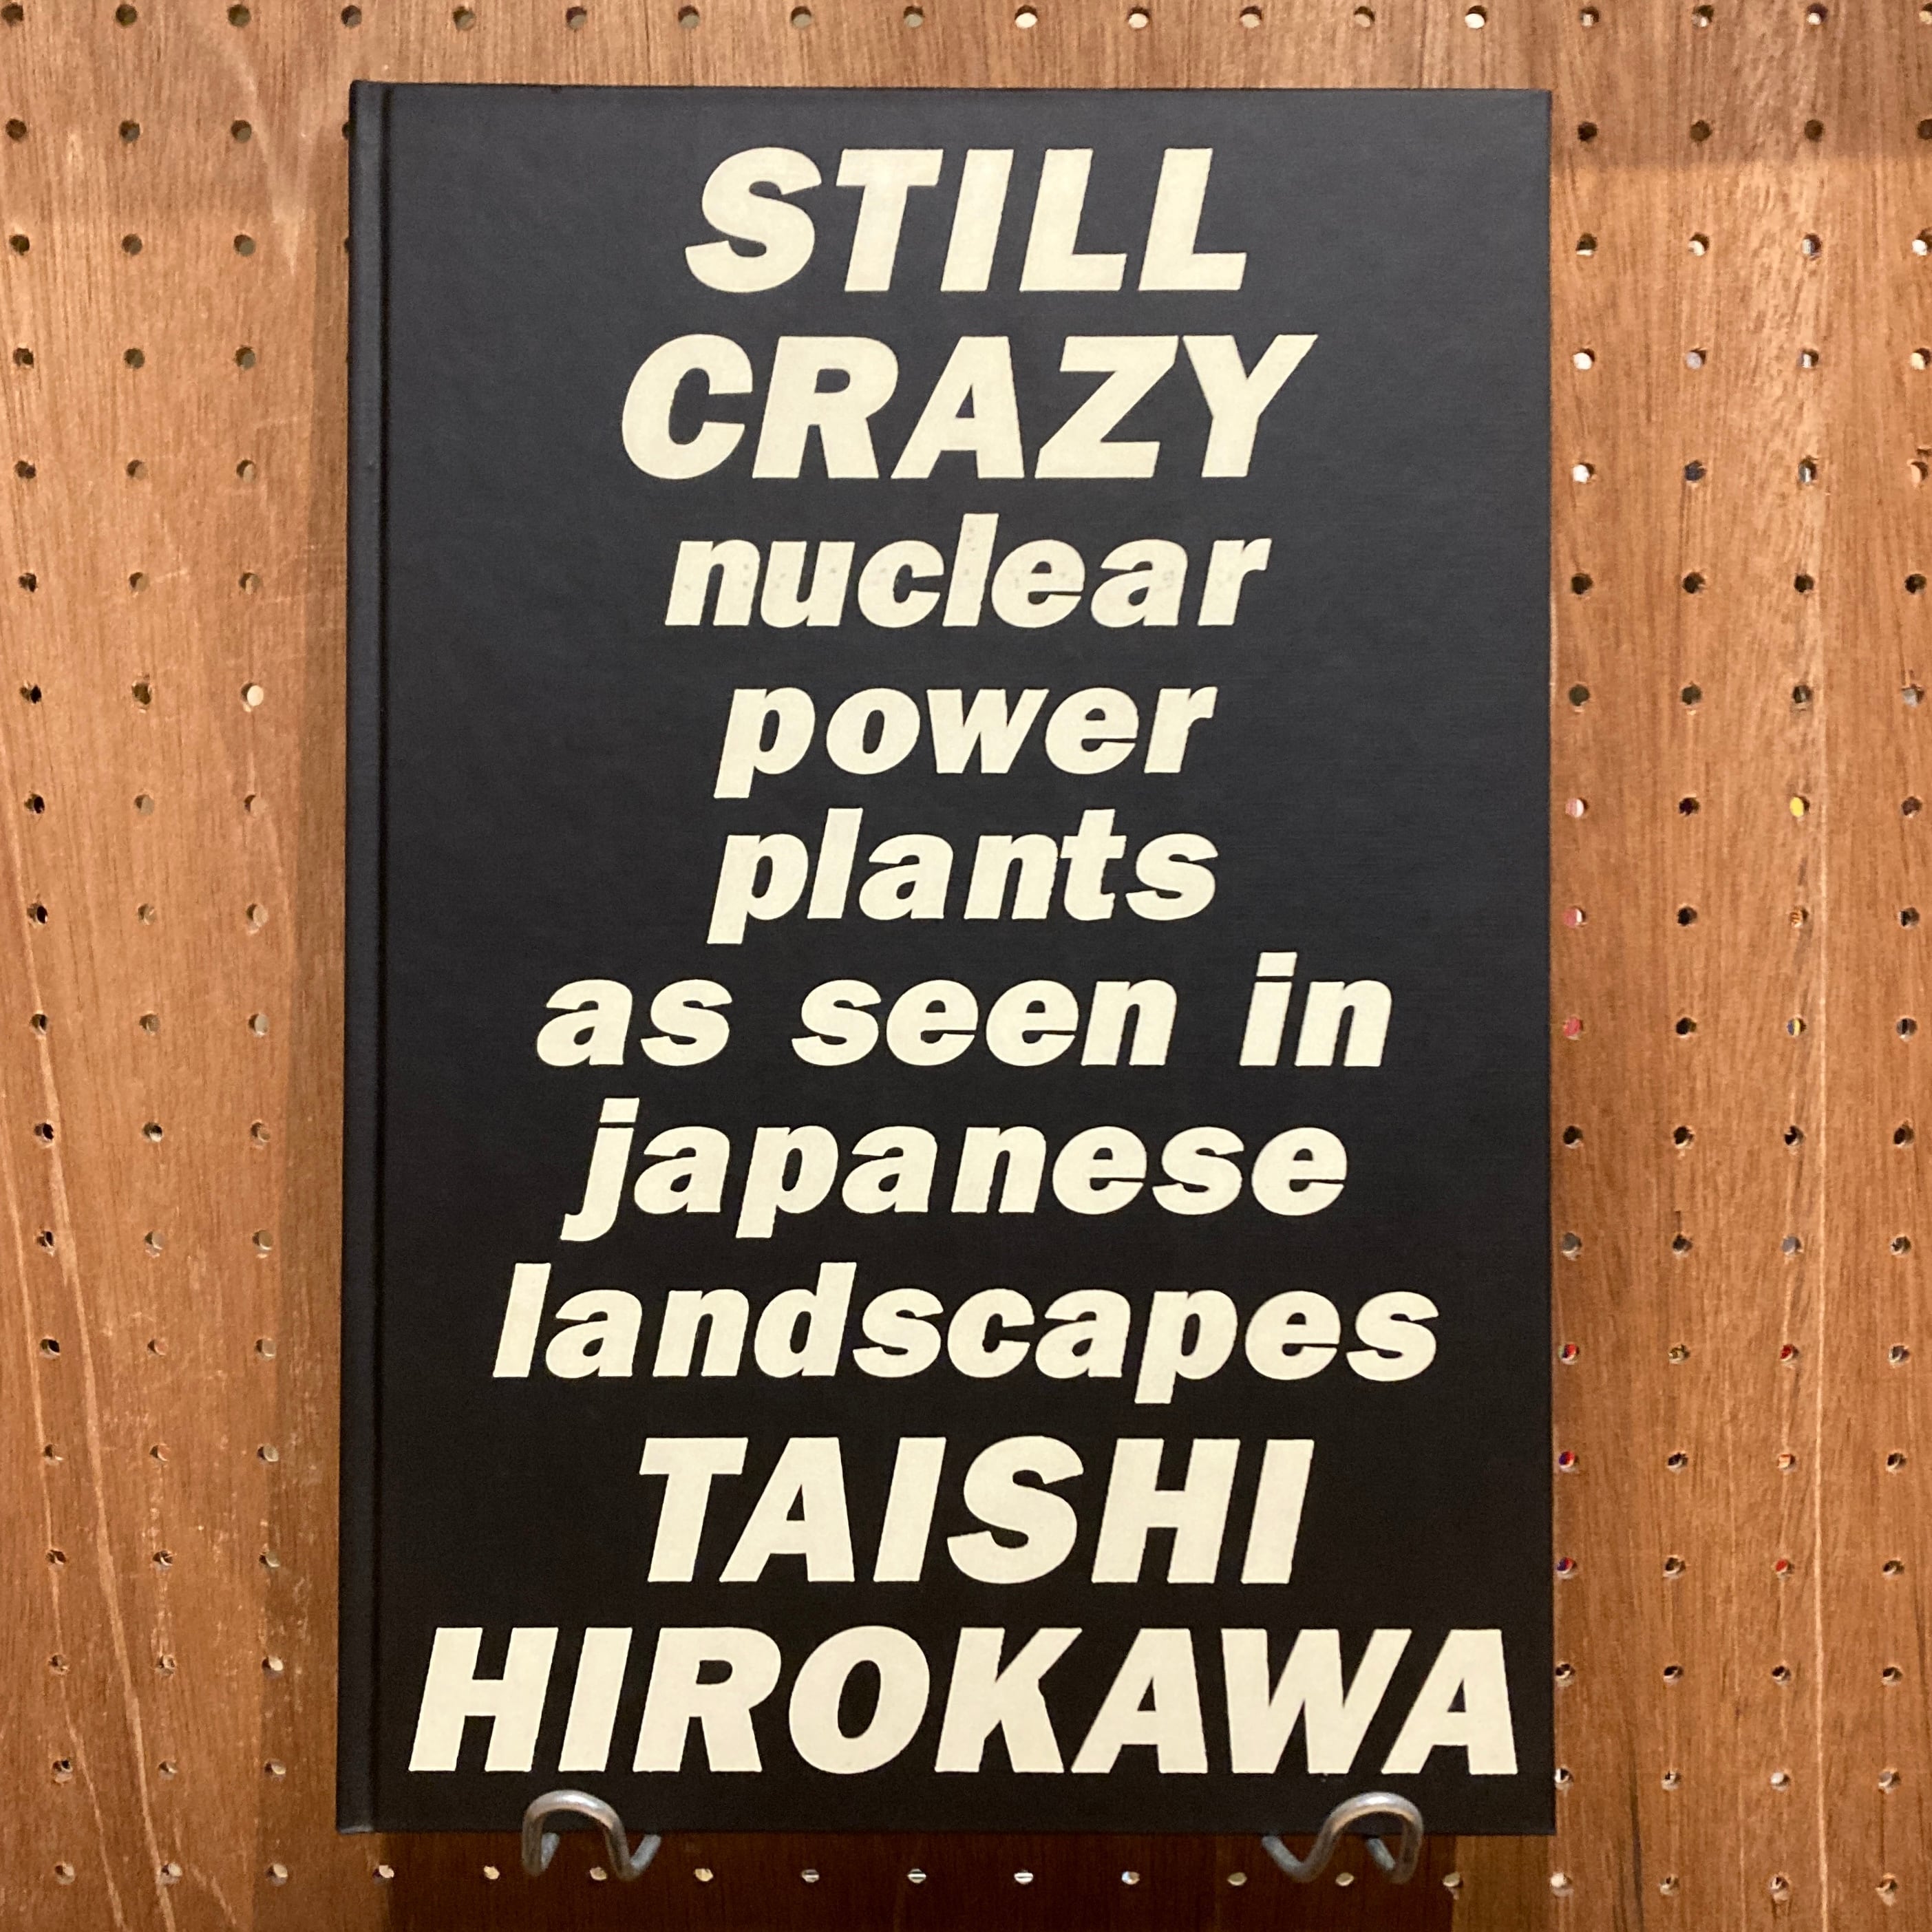 STILL
CRAZY
nuclear
power
plants
as seen in
japanese
landscapes
TAISHI
HIROKAWA